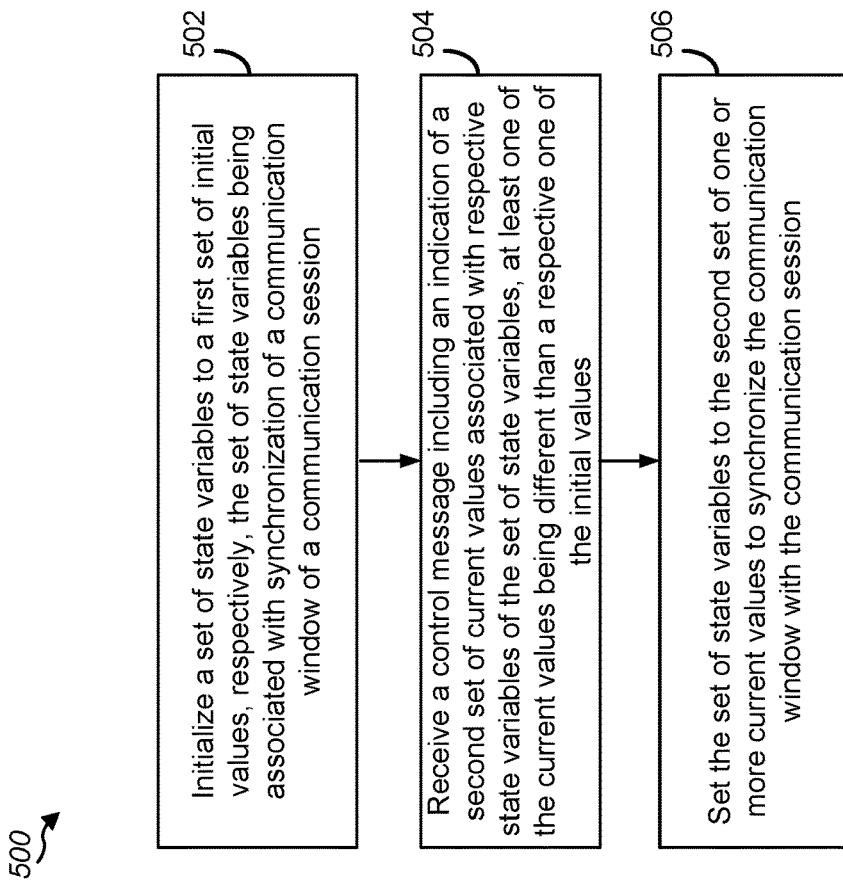 500
502
Initialize a set of state variables to a first set of initial
values, respectively, the set of state variables being
associated with synchronization of a communication
window of a communication session
504
Receive a control message including an indication of a
second set of current values associated with respective
state variables of the set of state variables, at least one of
the current values being different than a respective one of
the initial values
506
Set the set of state variables to the second set of one or
more current values to synchronize the communication
window with the communication session